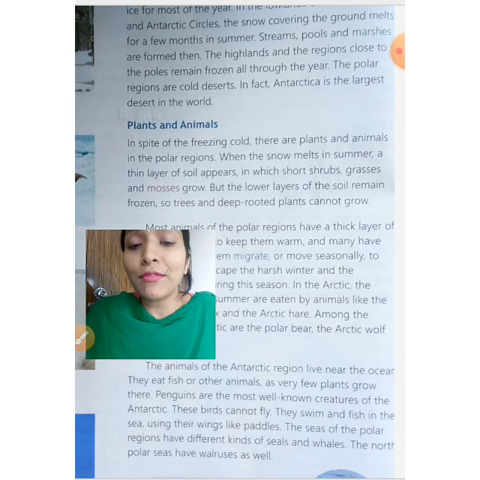 ice for most of the year. In the
and Antarctic Circles, the snow covering the ground melts
for a few months in summer. Streams, pools and marshes
are formed then. The highlands and the regions close to
the poles remain frozen all through the year. The polar
regions are cold deserts. In fact, Antarctica is the largest
desert in the world.
Plants and Animals
In spite of the freezing cold, there are plants and animals
in the polar regions. When the snow melts in summer, a
thin layer of soil appears, in which short shrubs, grasses
and mosses grow. But the lower layers of the soil remain
frozen, so trees and deep-rooted plants cannot grow.
Most animals of the polar regions have a thick layer of
to keep them warm, and many have
migrate, or move seasonally, to
the harsh winter and the
this season. In the Arctic, the
are eaten by animals like the
and the Arctic hare. Among the
are the polar bear, the Arctic wolf
The animals of the Antarctic region live near the ocean
They eat fish or other animals, as very few plants grow
there. Penguins are the most well-known creatures of the
Antarctic. These birds cannot fly. They swim and fish in the
sea, using their wings like paddles. The seas of the polar
regions have different kinds of seals and whales. The north
polar seas have walruses as well.